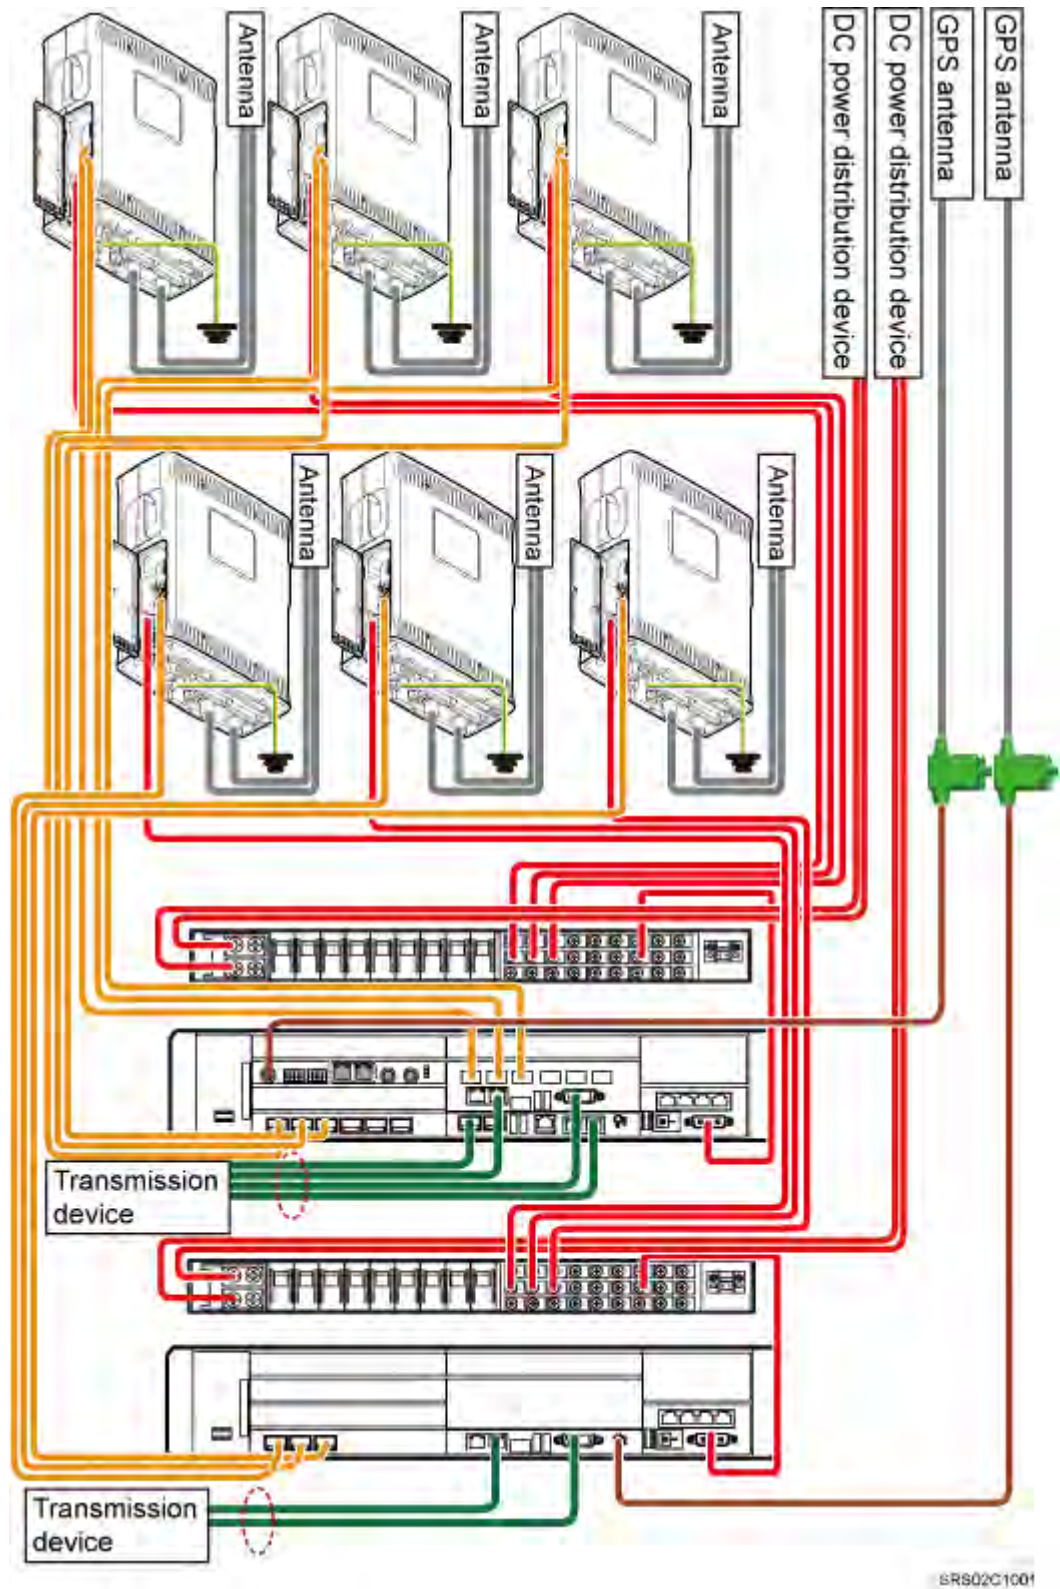 Antenna
Antenna
Antenna
DC power distribution device
DC power distribution device
GPS antenna
GPS antenna
Antenna
Antenna
Antenna
Transmission
device
Transmission
device
SRS02C1001